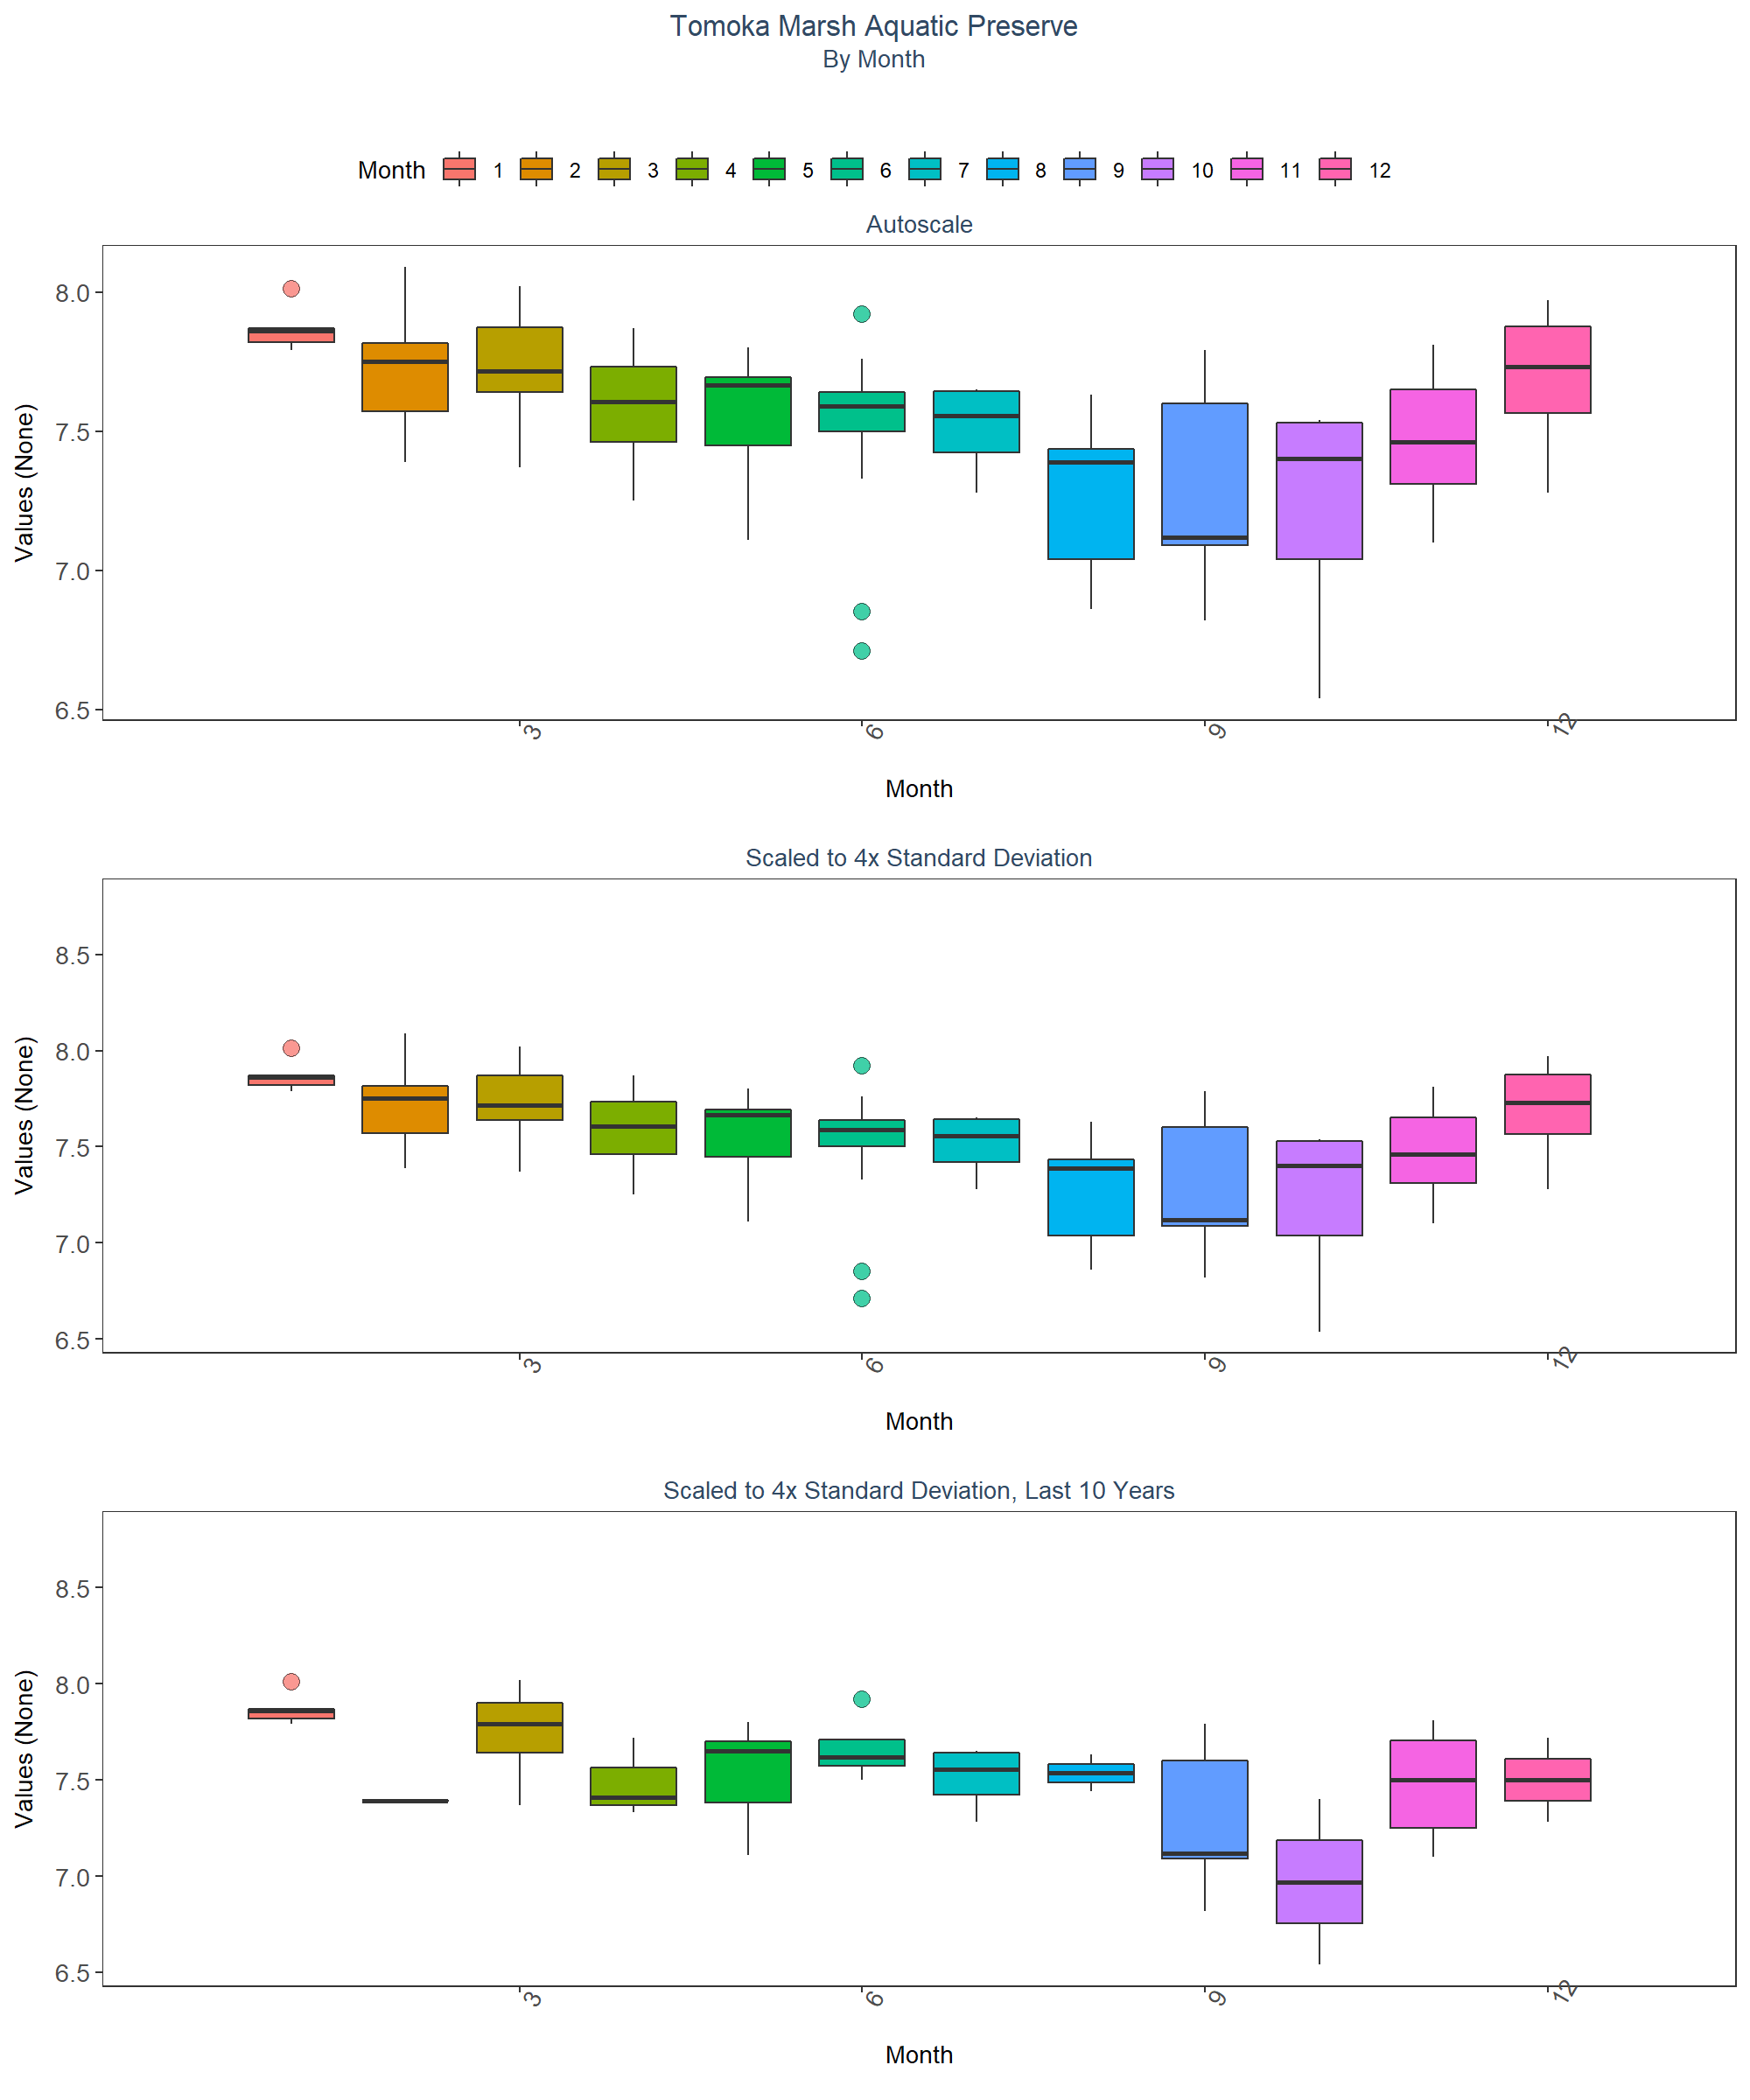 Tomoka Marsh Aquatic Preserve
By Month
Month 1 2 3 4 5 6 7 8 9 10 11 12
Autoscale
Values (None)
8.0
7.5
7.0
6.5
3 6 9 12
Month
Scaled to 4x Standard Deviation
Values (None)
8.5
8.0
7.5
7.0
6.5
3 6 9 12
Month
Scaled to 4x Standard Deviation, Last 10 Years
Values (None)
8.5
8.0
7.5
7.0
6.5
3 6 9 12
Month